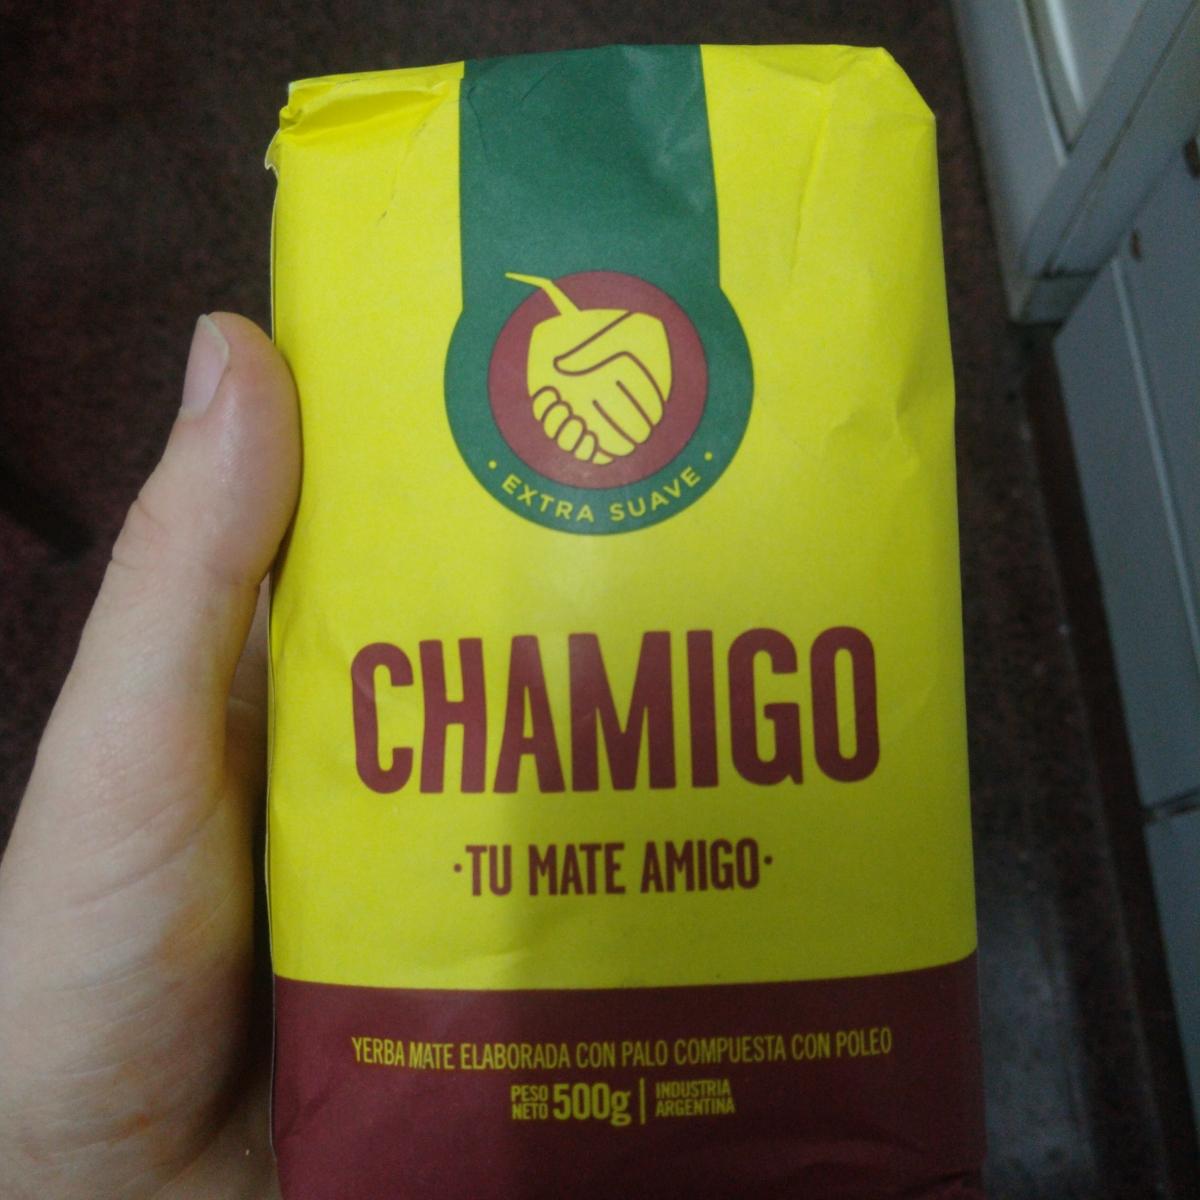 · EXTRA SUAVE ·
CHAMIGO
·TU MATE AMIGO·
YERBA MATE ELABORADA CON PALO COMPUESTA CON POLEO
PESO NETO 500g | INDUSTRIA ARGENTINA